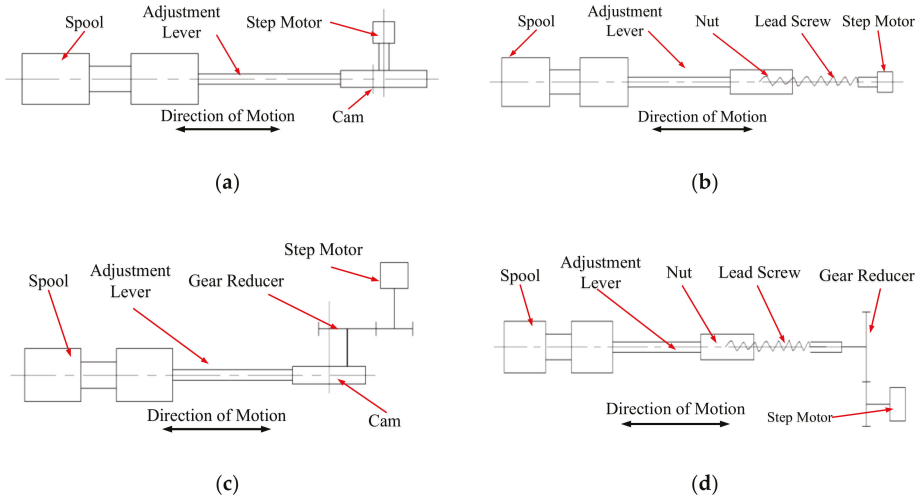 Spool
Adjustment
Lever
Step Motor
Cam
Direction of Motion
(a)
Spool
Adjustment
Lever
Nut
Lead Screw
Step Motor
Direction of Motion
(b)
Spool
Adjustment
Lever
Gear Reducer
Step Motor
Cam
Direction of Motion
(c)
Spool
Adjustment
Lever
Nut
Lead Screw
Gear Reducer
Step Motor
Direction of Motion
(d)